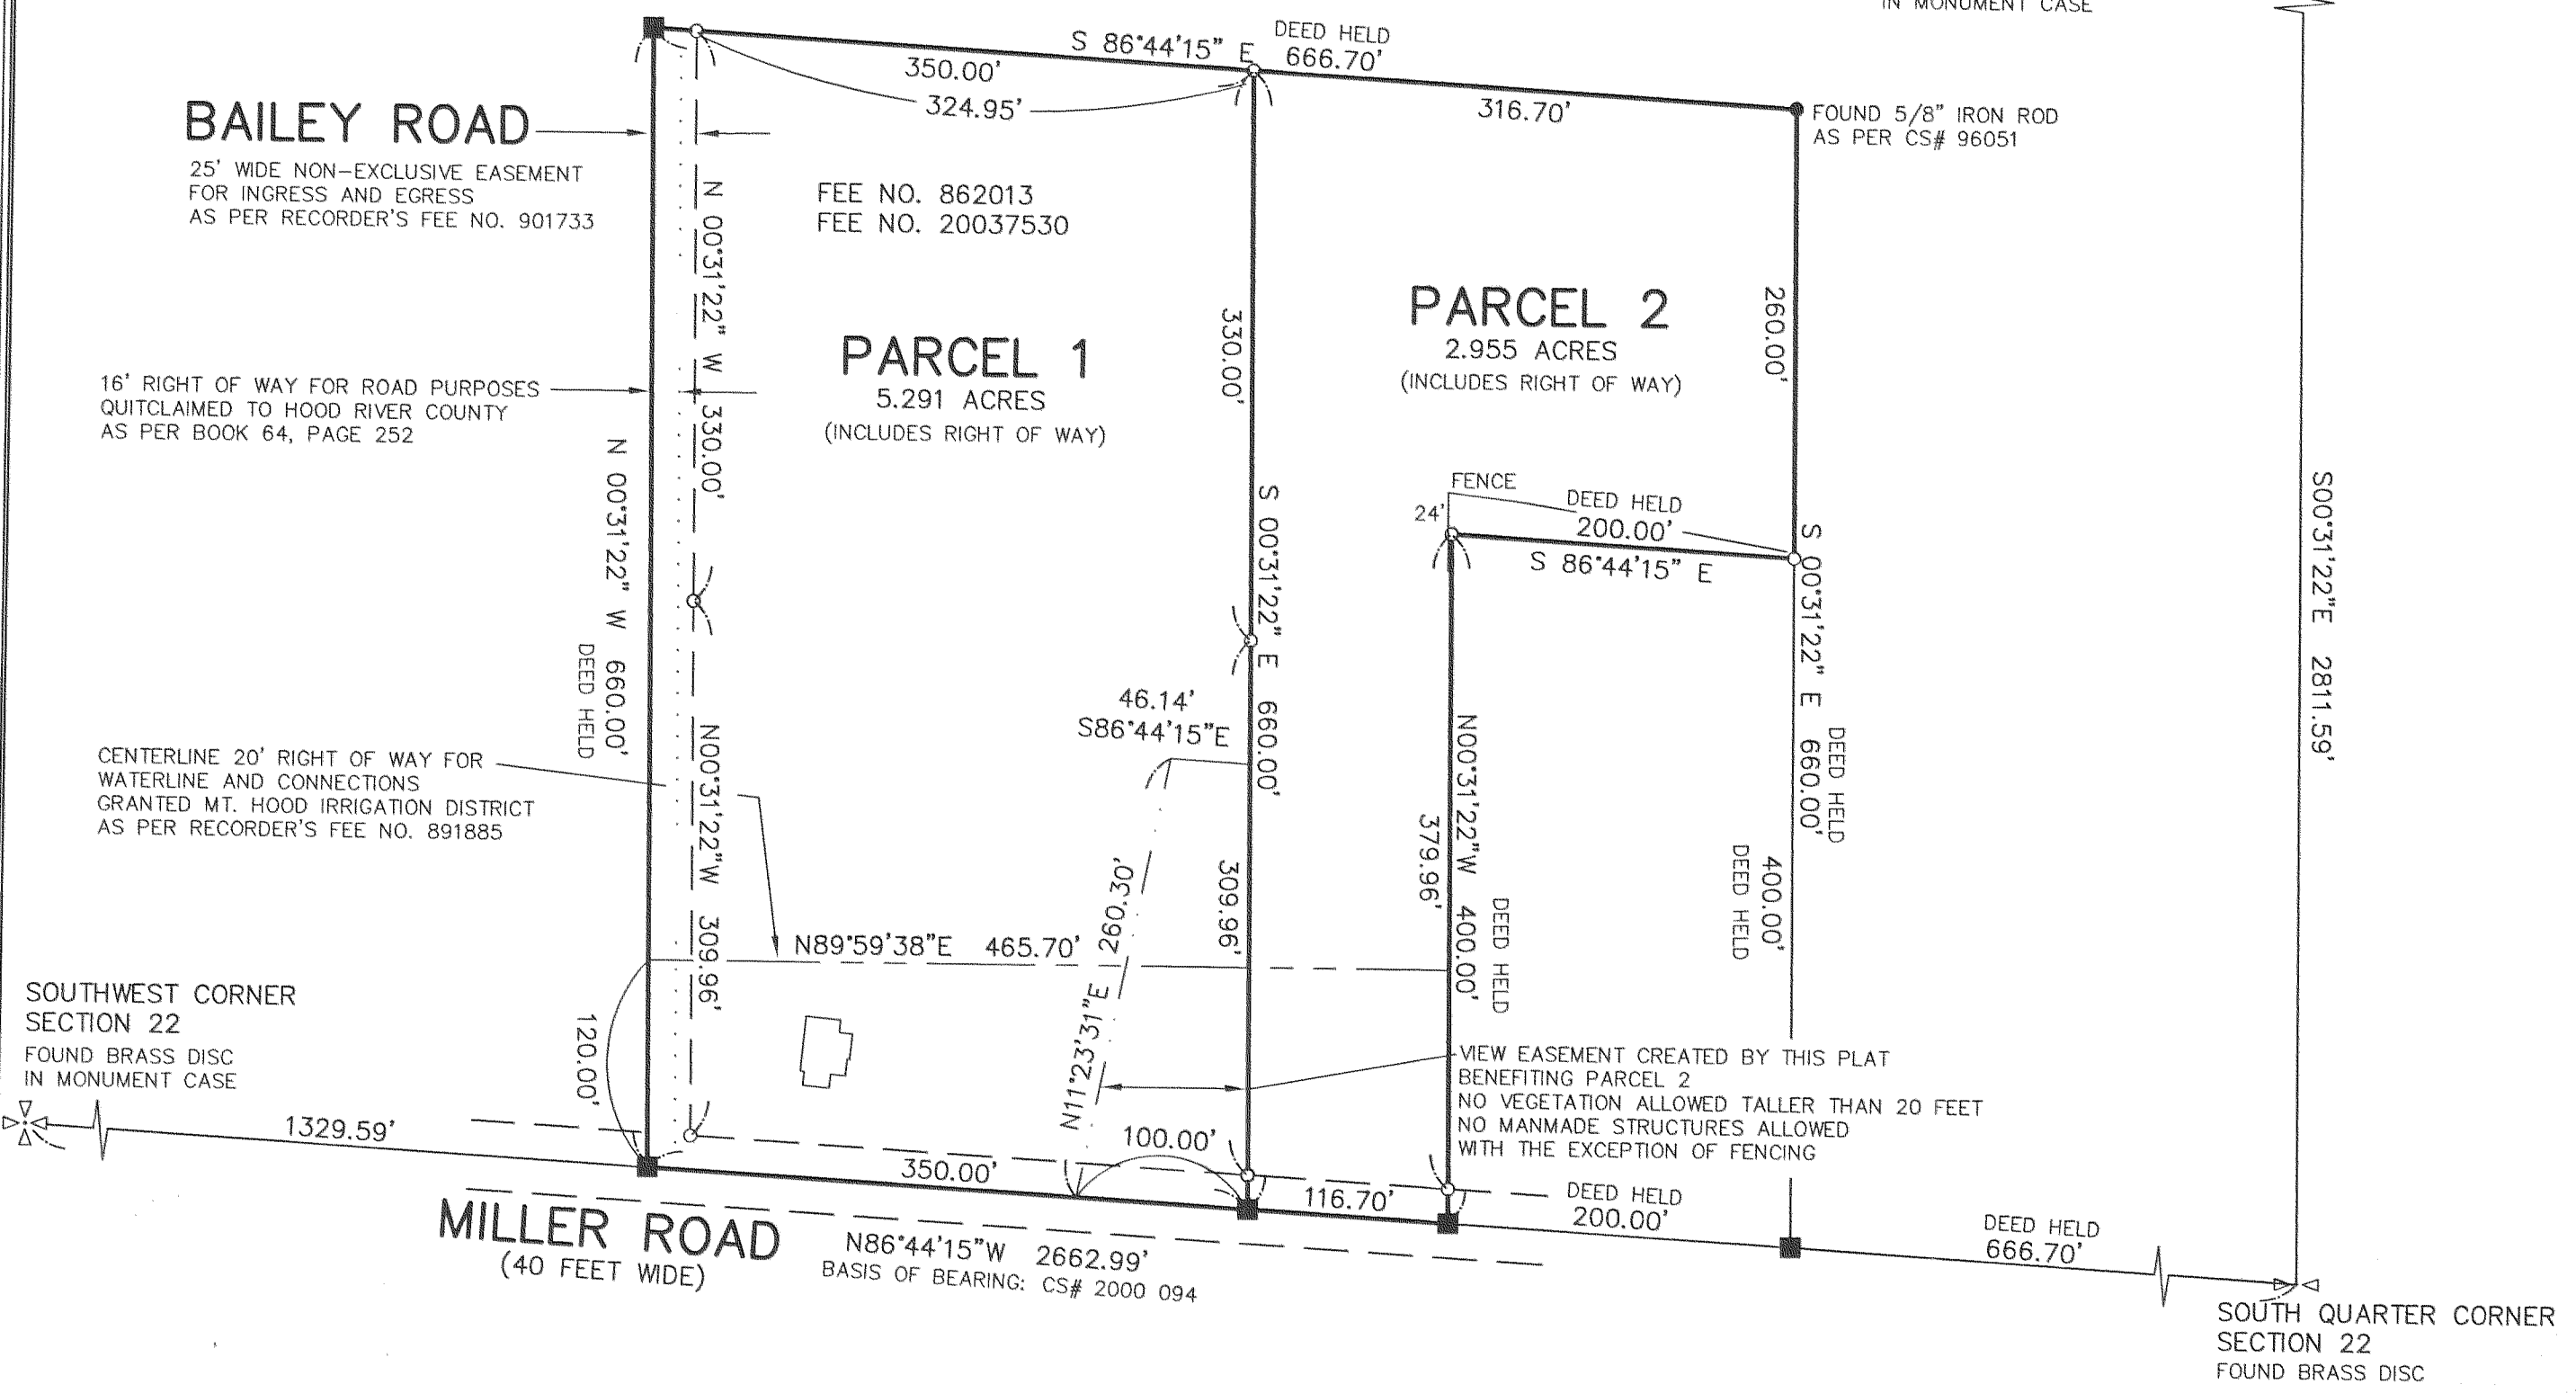 IN MONUMENT CASE
S 86°44'15" E
DEED HELD
666.70'
350.00'
324.95'
316.70'
FOUND 5/8" IRON ROD
AS PER CS# 96051
BAILEY ROAD
25' WIDE NON-EXCLUSIVE EASEMENT
FOR INGRESS AND EGRESS
AS PER RECORDER'S FEE NO. 901733
N 00°31'22" W 330.00'
FEE NO. 862013
FEE NO. 20037530
PARCEL 1
5.291 ACRES
(INCLUDES RIGHT OF WAY)
330.00'
PARCEL 2
2.955 ACRES
(INCLUDES RIGHT OF WAY)
260.00'
16' RIGHT OF WAY FOR ROAD PURPOSES
QUITCLAIMED TO HOOD RIVER COUNTY
AS PER BOOK 64, PAGE 252
N 00°31'22" W 660.00'
DEED HELD
S 00°31'22" E 660.00'
FENCE
24'
DEED HELD
200.00'
S 86°44'15" E
S 00°31'22" E 660.00'
DEED HELD
S00°31'22"E 2811.59'
46.14'
S86°44'15"E
CENTERLINE 20' RIGHT OF WAY FOR
WATERLINE AND CONNECTIONS
GRANTED MT. HOOD IRRIGATION DISTRICT
AS PER RECORDER'S FEE NO. 891885
N00°31'22"W 309.96'
309.96'
N00°31'22"W 400.00'
DEED HELD
379.96'
400.00'
DEED HELD
N89°59'38"E 465.70'
N11°23'31"E 260.30'
SOUTHWEST CORNER
SECTION 22
FOUND BRASS DISC
IN MONUMENT CASE
120.00'
VIEW EASEMENT CREATED BY THIS PLAT
BENEFITING PARCEL 2
NO VEGETATION ALLOWED TALLER THAN 20 FEET
NO MANMADE STRUCTURES ALLOWED
WITH THE EXCEPTION OF FENCING
1329.59'
100.00'
350.00'
116.70'
DEED HELD
200.00'
DEED HELD
666.70'
MILLER ROAD
(40 FEET WIDE)
N86°44'15"W 2662.99'
BASIS OF BEARING: CS# 2000 094
SOUTH QUARTER CORNER
SECTION 22
FOUND BRASS DISC